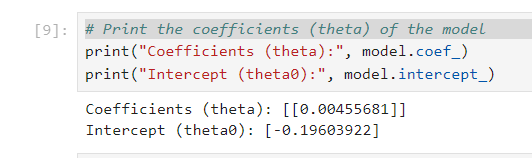 [9]:
# Print the coefficients (theta) of the model
print("Coefficients (theta):", model.coef_)
print("Intercept (theta0):", model.intercept_)
Coefficients (theta): [[0.00455681]]
Intercept (theta0): [-0.19603922]